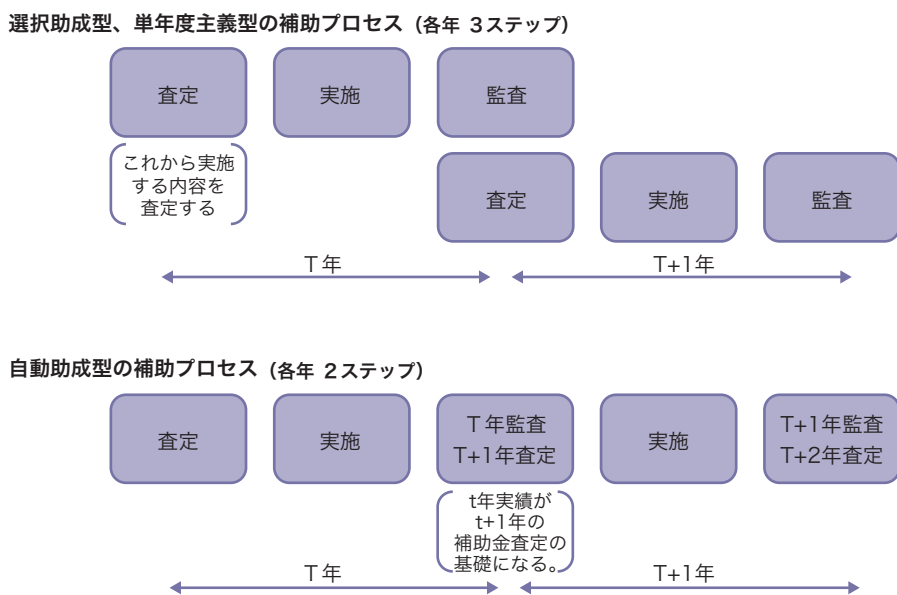 選択助成型、単年度主義型の補助プロセス（各年 3ステップ）
査定
実施
監査
これから実施
する内容を
査定する
査定
実施
監査
T年
T+1年
自動助成型の補助プロセス（各年 2ステップ）
査定
実施
T年監査
T+1年査定
実施
T+1年監査
T+2年査定
t年実績が
t+1年の
補助金査定の
基礎になる。
T年
T+1年